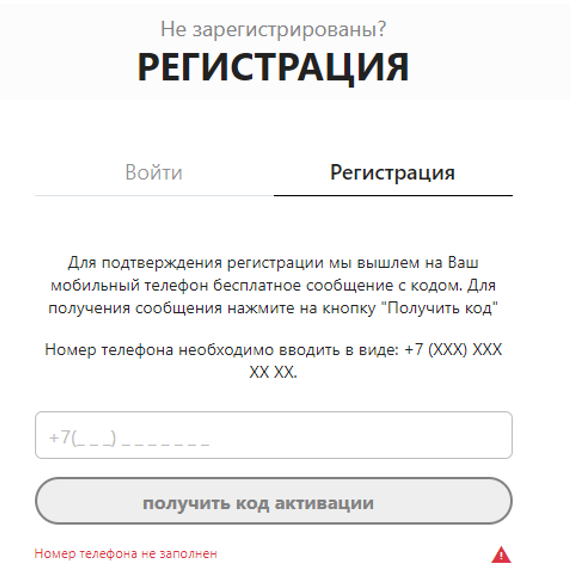 Не зарегистрированы?
РЕГИСТРАЦИЯ
Войти
Регистрация
Для подтверждения регистрации мы вышлем на Ваш
мобильный телефон бесплатное сообщение с кодом. Для
получения сообщения нажмите на кнопку "Получить код"
Номер телефона необходимо вводить в виде: +7 (XXX) XXX
XX XX.
+7(_ _ _) _ _ _ _ _ _ _
получить код активации
Номер телефона не заполнен